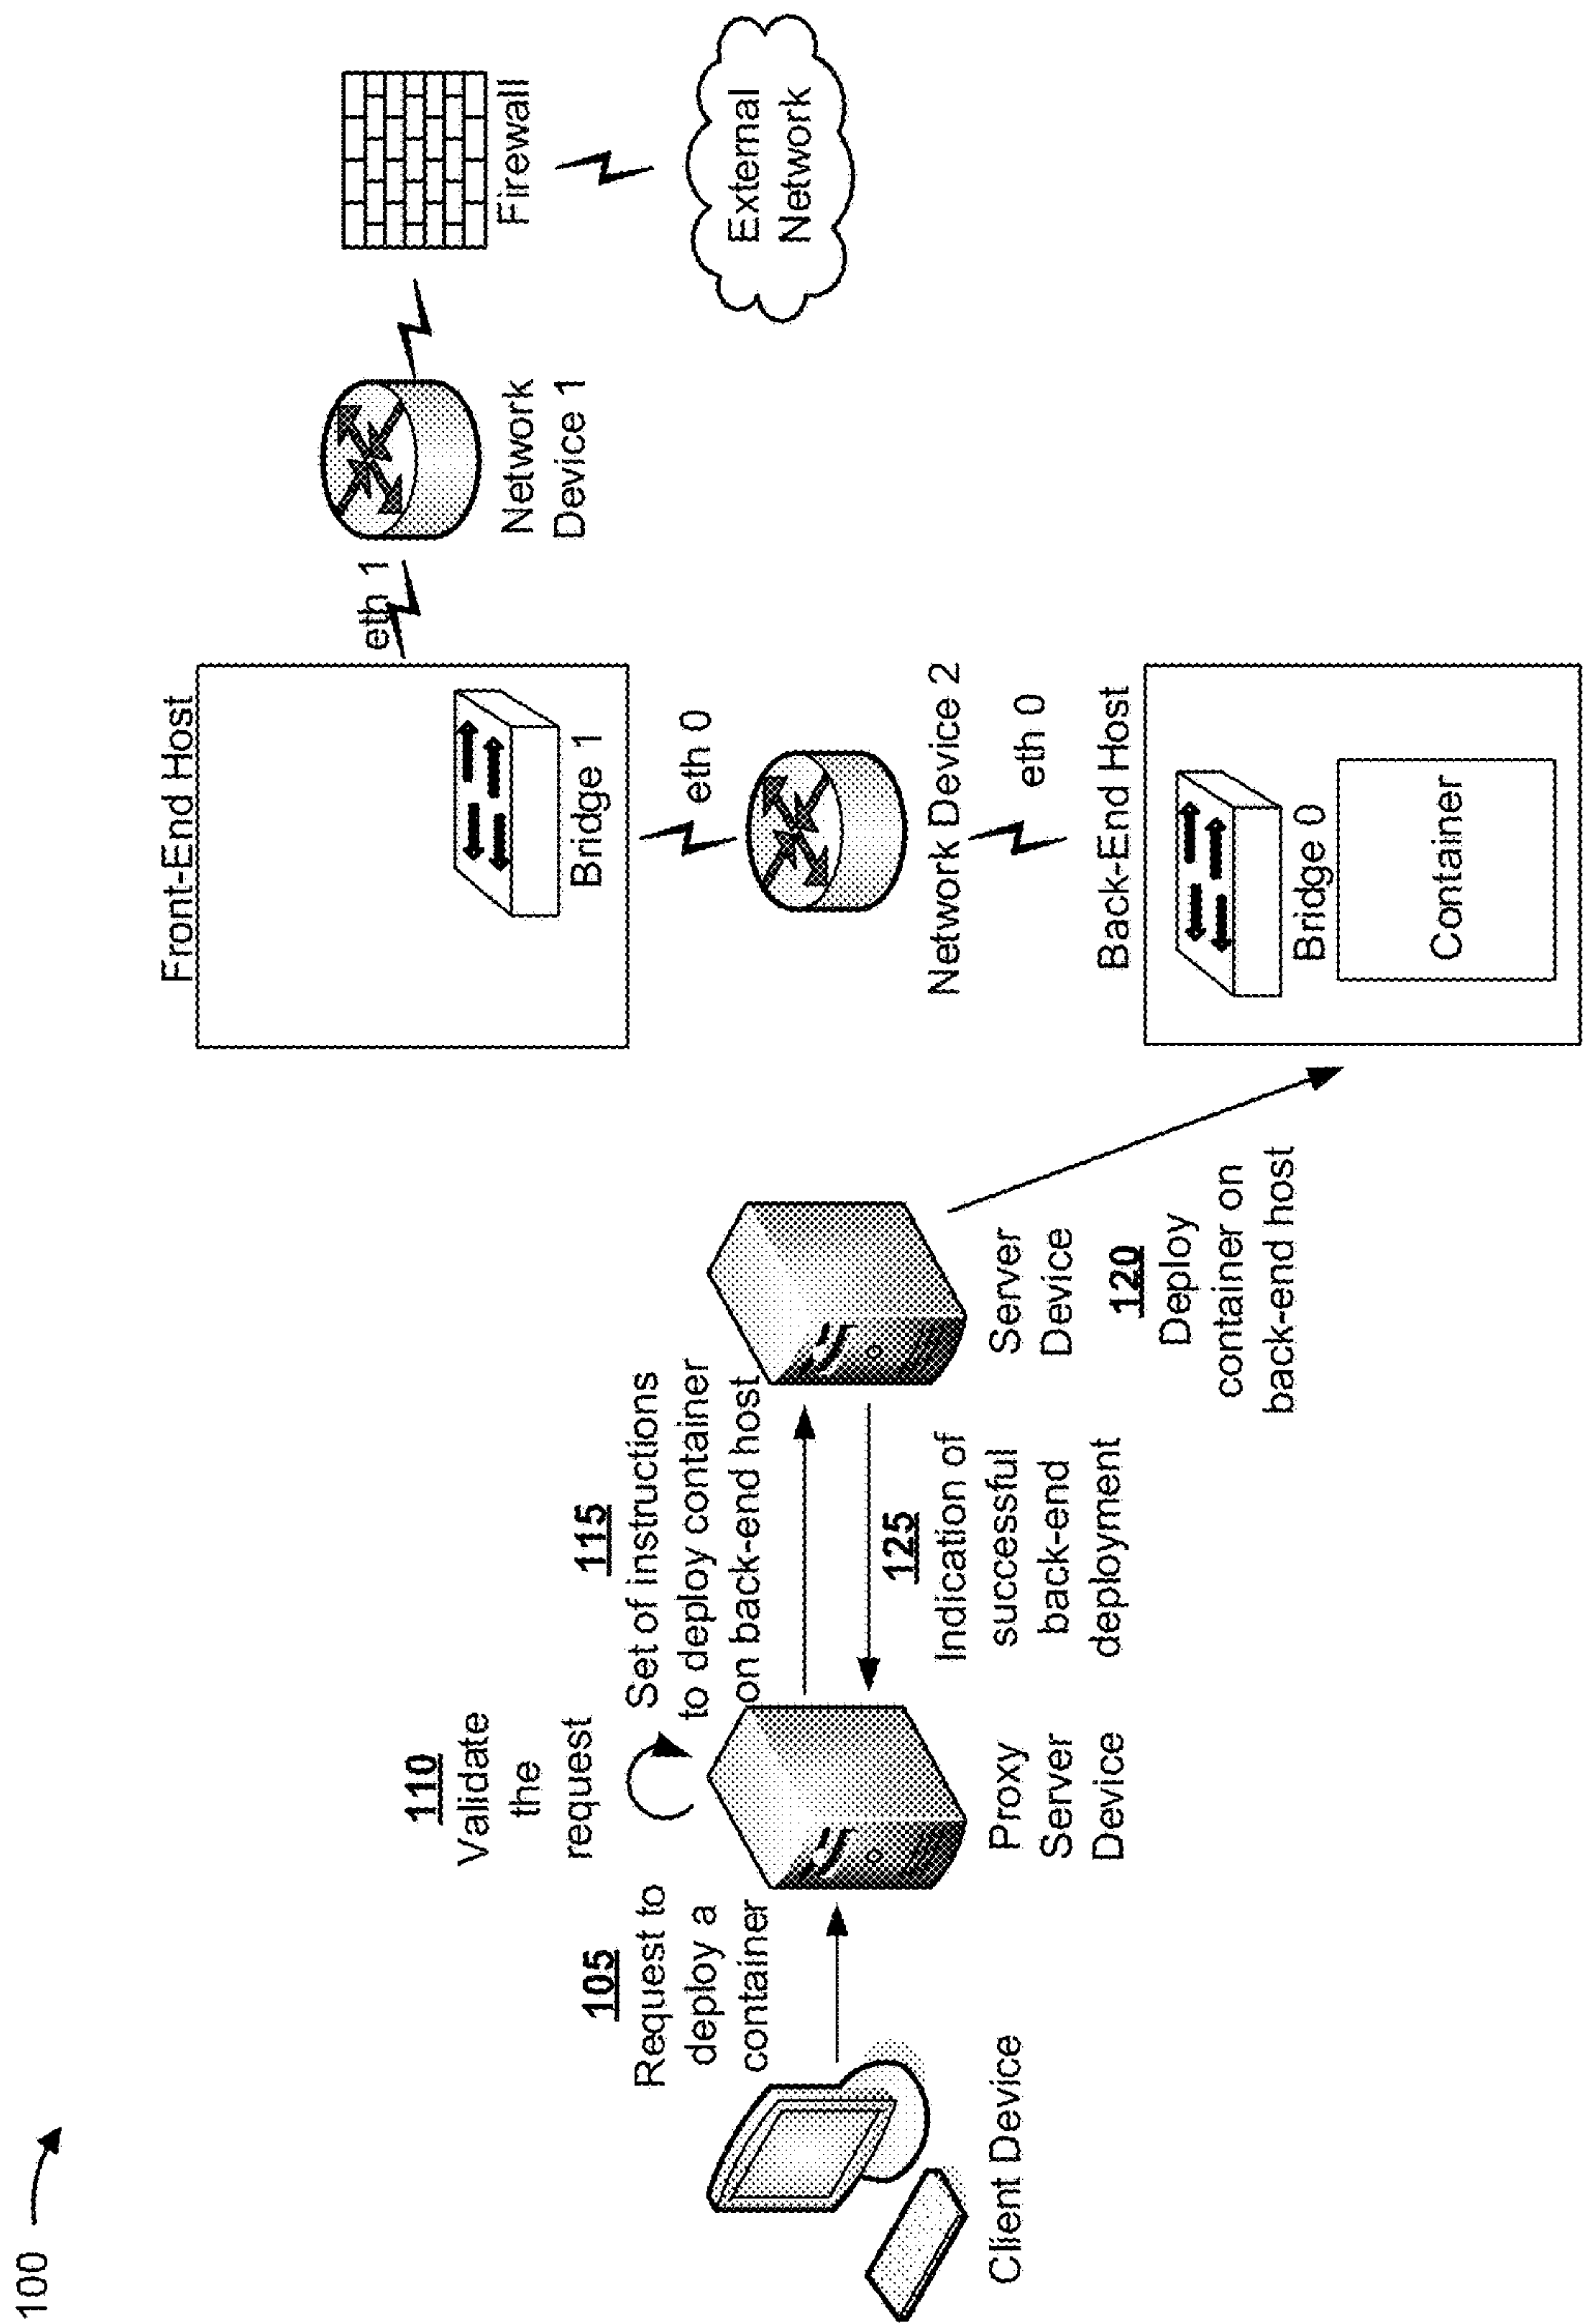 100
105
Request to
deploy a
container
Client Device
110
Validate
the
request
Proxy
Server
Device
115
Set of instructions
to deploy container
on back-end host
125
Indication of
successful
back-end
deployment
Server
Device
120
Deploy
container on
back-end host
Front-End Host
Bridge 1
eth 1
Network
Device 1
Firewall
External
Network
eth 0
Network Device 2
eth 0
Back-End Host
Bridge 0
Container